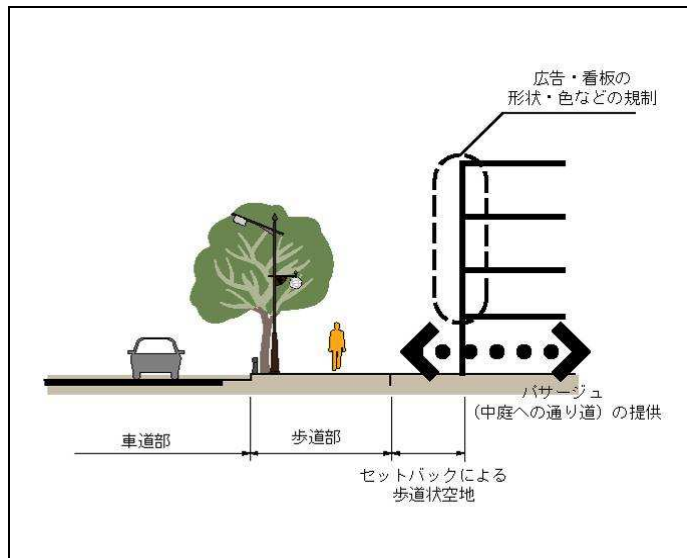 広告・看板の
形状・色などの規制
パサージュ
（中庭への通り道）の提供
車道部
歩道部
セットバックによる
歩道状空地